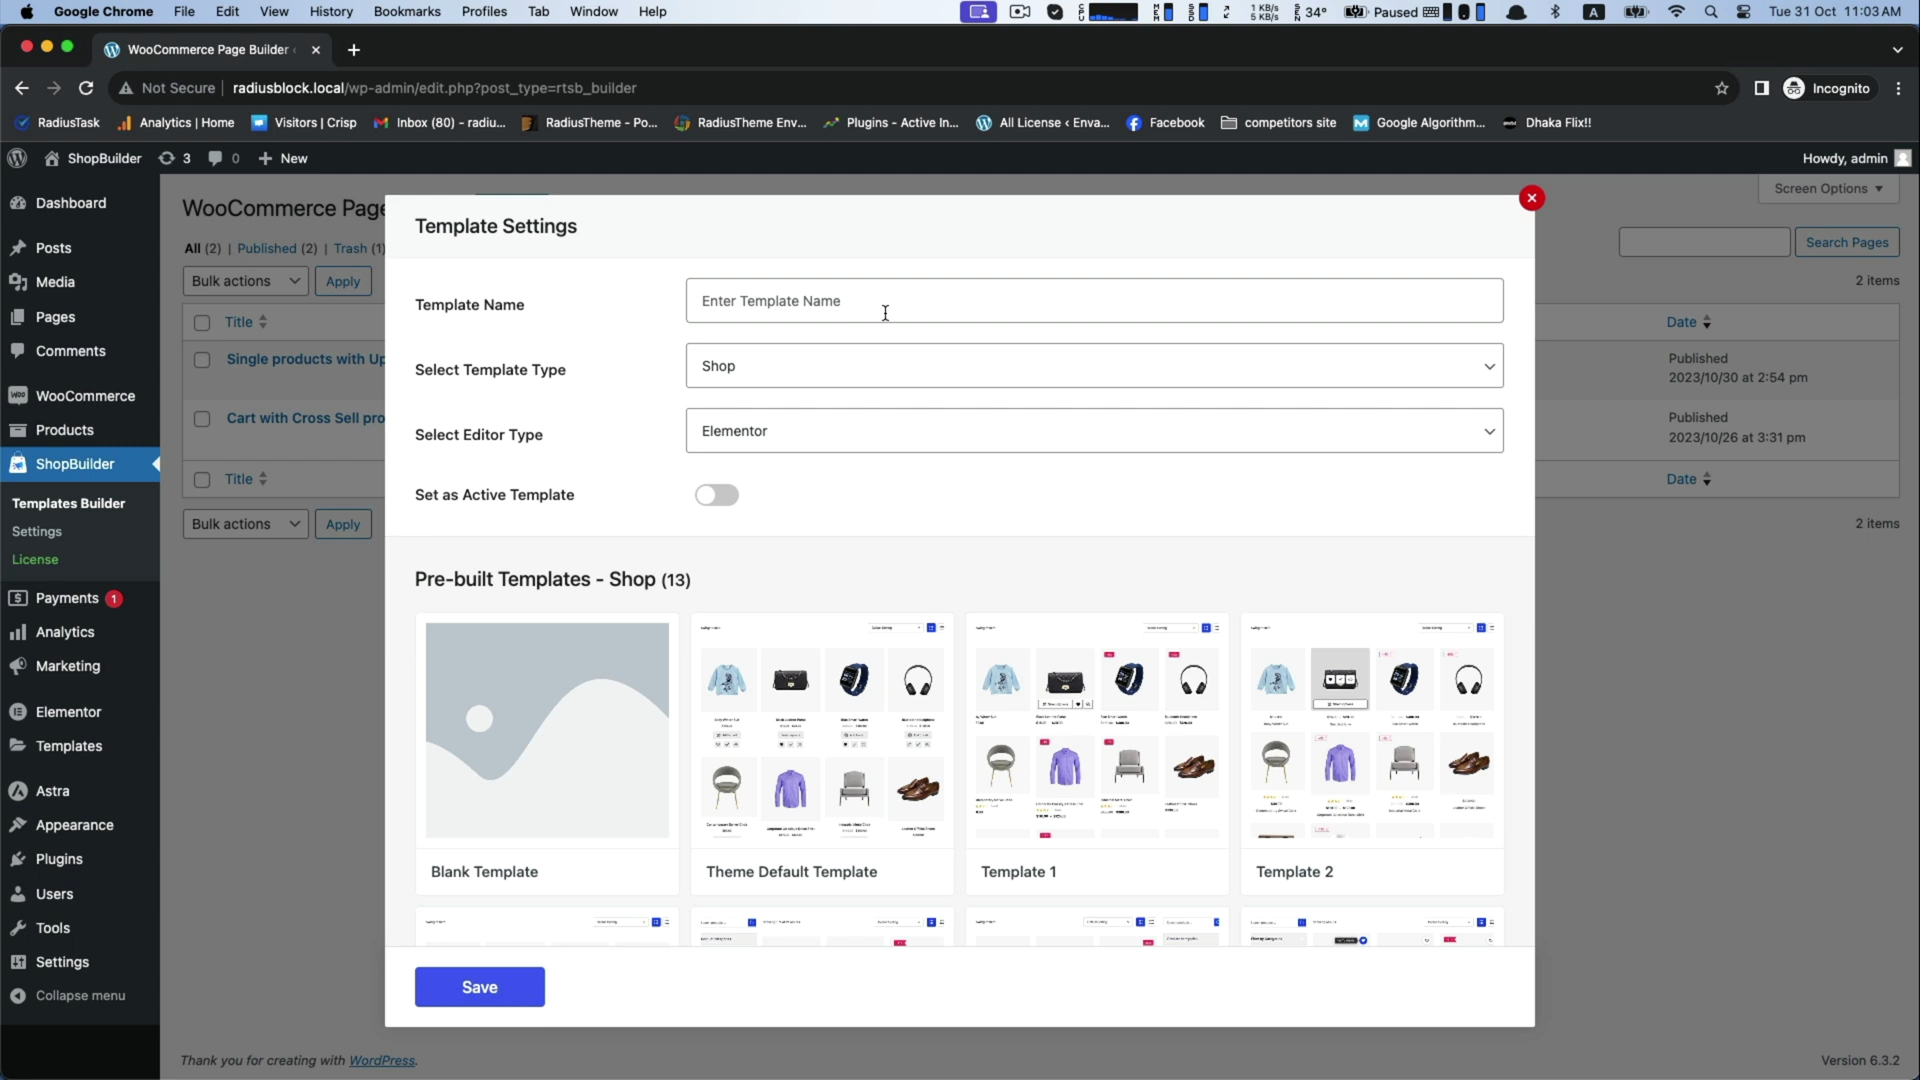 Google Chrome File Edit View History Bookmarks Profiles Tab Window Help
1 KB/s
5 KB/s
34° Paused A Tue 31 Oct 11:03 AM
WooCommerce Page Builder
Not Secure radiusblock.local/wp-admin/edit.php?post_type=rtsb_builder Incognito
RadiusTask Analytics | Home Visitors | Crisp Inbox (80) – radiu... RadiusTheme - Po... RadiusTheme Env... Plugins - Active In... All License ‹ Enva... Facebook competitors site Google Algorithm... Dhaka Flix!!
ShopBuilder 3 0 New Howdy, admin
Dashboard
Posts
Media
Pages
Comments
WooCommerce
Products
ShopBuilder
Templates Builder
Settings
License
Payments 1
Analytics
Marketing
Elementor
Templates
Astra
Appearance
Plugins
Users
Tools
Settings
Collapse menu
Screen Options
WooCommerce Page
All (2) | Published (2) | Trash (1)
Search Pages
Bulk actions Apply 2 items
Title Date
Single products with Up Published
2023/10/30 at 2:54 pm
Cart with Cross Sell pro Published
2023/10/26 at 3:31 pm
Title Date
Bulk actions Apply 2 items
Template Settings
Template Name Enter Template Name
Select Template Type Shop
Select Editor Type Elementor
Set as Active Template
Pre-built Templates - Shop (13)
Blank Template Theme Default Template Template 1 Template 2
Save
Thank you for creating with WordPress. Version 6.3.2